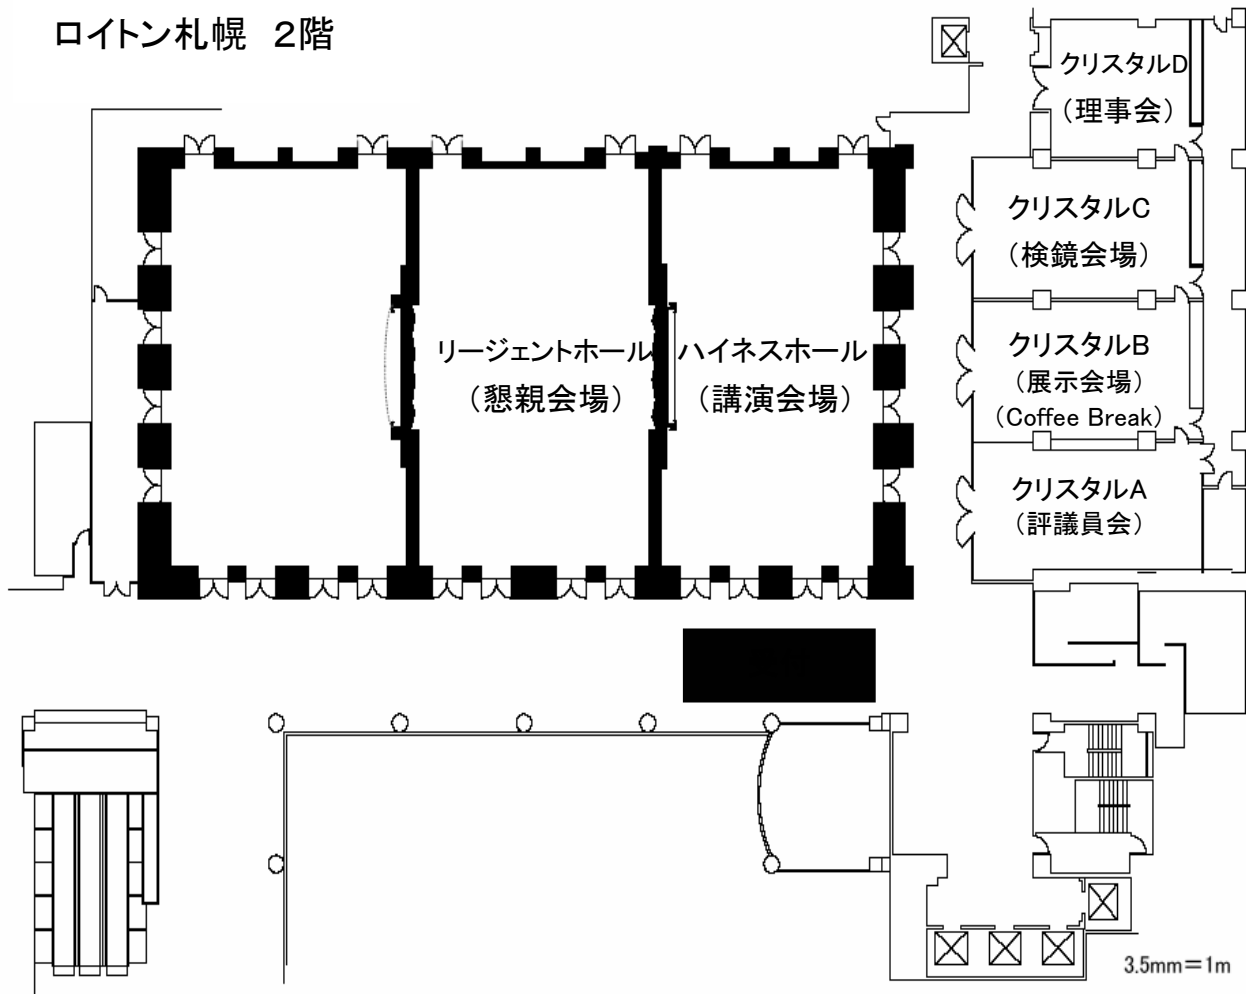 ロイトン札幌　２階
クリスタルD
（理事会）
クリスタルC
（検鏡会場）
リージェントホール
（懇親会場）
ハイネスホール
（講演会場）
クリスタルB
（展示会場）
（Coffee Break）
クリスタルA
（評議員会）
3.5mm＝1m